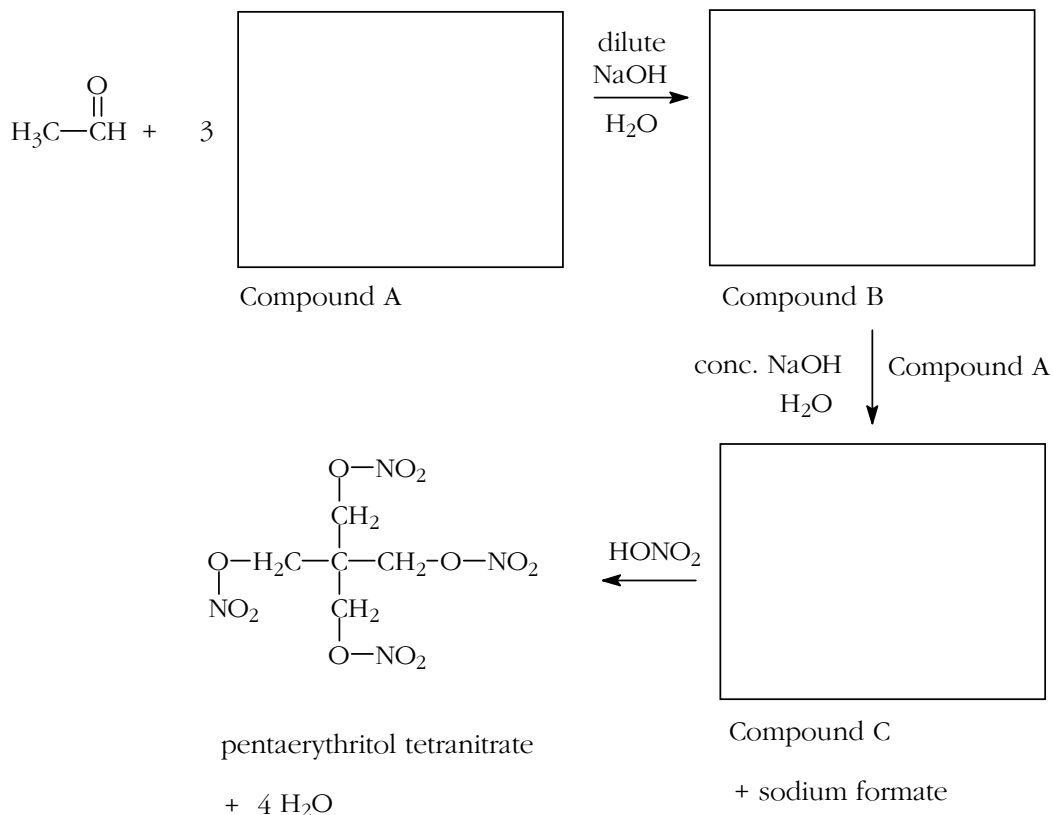 O
H₃C—CH + 3
dilute
NaOH
H₂O
Compound A
Compound B
conc. NaOH
H₂O
Compound A
O—NO₂
CH₂
O—H₂C—C—CH₂–O—NO₂
NO₂
CH₂
O—NO₂
HONO₂
pentaerythritol tetranitrate
+ 4 H₂O
Compound C
+ sodium formate